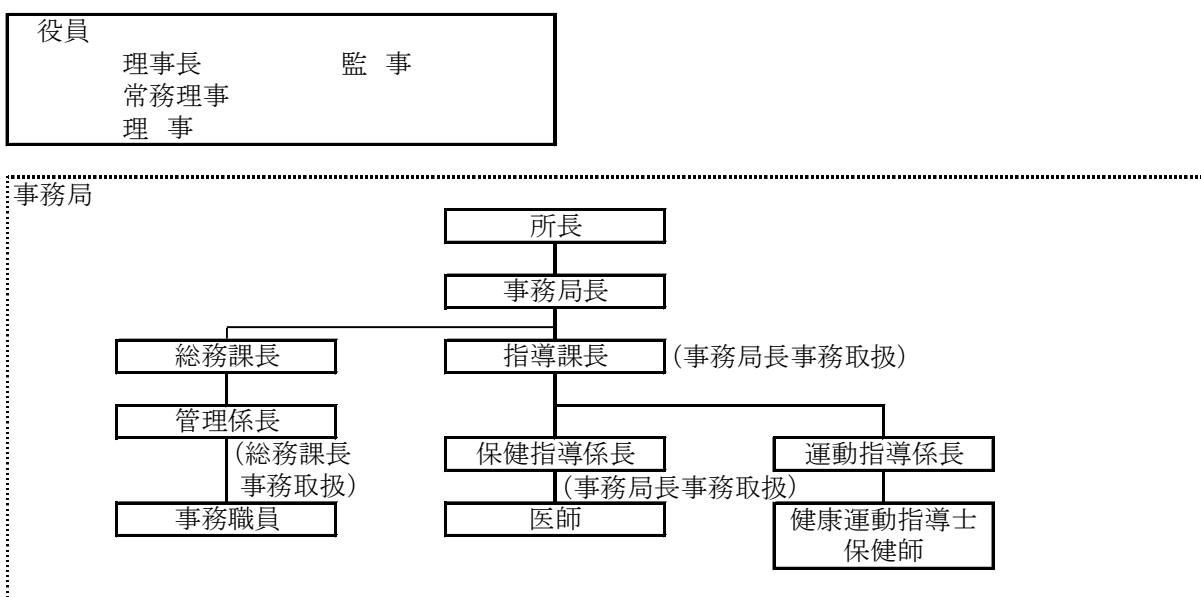 役員
理事長 監 事
常務理事
理 事
事務局
所長
事務局長
総務課長 指導課長 (事務局長事務取扱)
管理係長
(総務課長 保健指導係長 運動指導係長
事務取扱) (事務局長事務取扱)
事務職員 医師 健康運動指導士
保健師